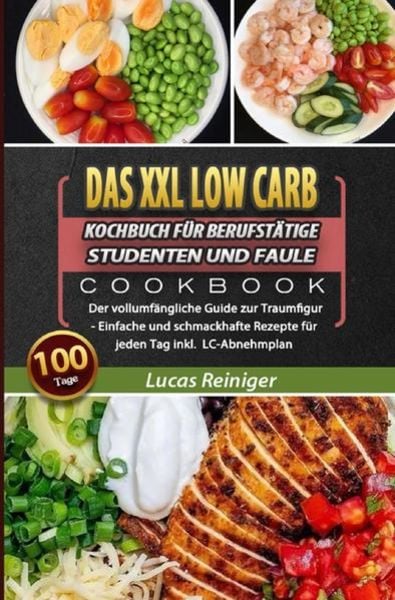 DAS XXL LOW CARB
KOCHBUCH FÜR BERUFSTÄTIGE
STUDENTEN UND FAULE
COOKBOOK
Der vollumfängliche Guide zur Traumfigur
- Einfache und schmackhafte Rezepte für
jeden Tag inkl. LC-Abnehmplan
100
Tage
Lucas Reiniger